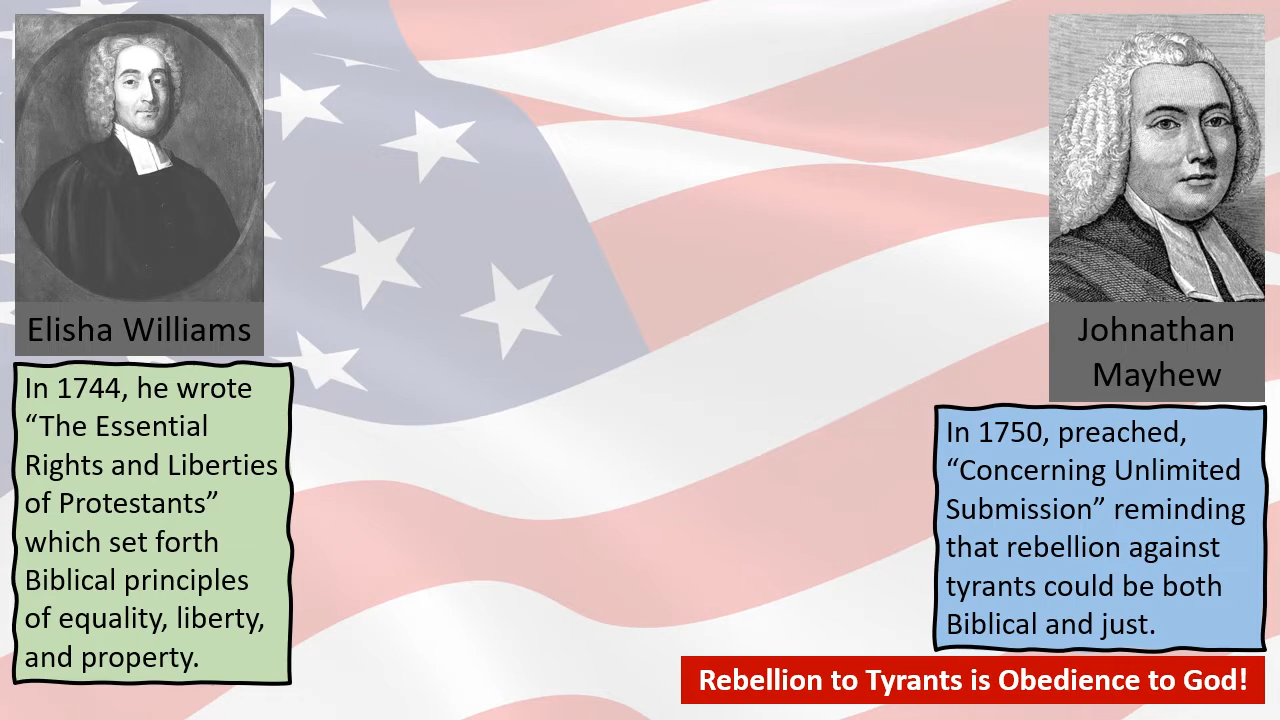 Elisha Williams
In 1744, he wrote
“The Essential
Rights and Liberties
of Protestants”
which set forth
Biblical principles
of equality, liberty,
and property.
Johnathan
Mayhew
In 1750, preached,
“Concerning Unlimited
Submission” reminding
that rebellion against
tyrants could be both
Biblical and just.
Rebellion to Tyrants is Obedience to God!